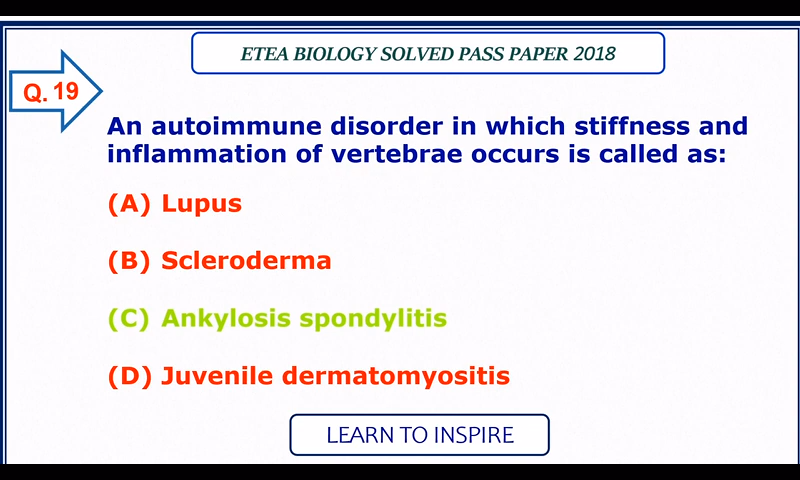 ETEA BIOLOGY SOLVED PASS PAPER 2018
Q. 19
An autoimmune disorder in which stiffness and
inflammation of vertebrae occurs is called as:
(A) Lupus
(B) Scleroderma
(C) Ankylosis spondylitis
(D) Juvenile dermatomyositis
LEARN TO INSPIRE